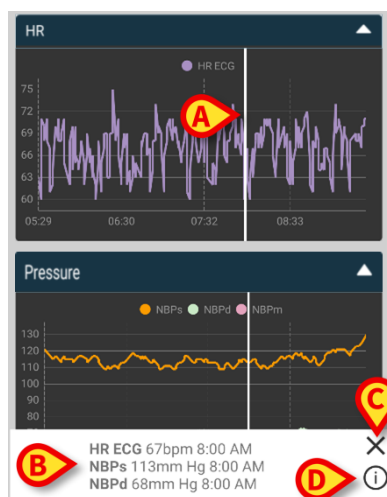 HR
HR ECG
A
75
72
69
66
63
60
05:29 06:30 07:32 08:33
Pressure
NBPs NBPd NBPm
130
120
110
100
90
80
C
B
HR ECG 67bpm 8:00 AM
NBPs 113mm Hg 8:00 AM
NBPd 68mm Hg 8:00 AM
D